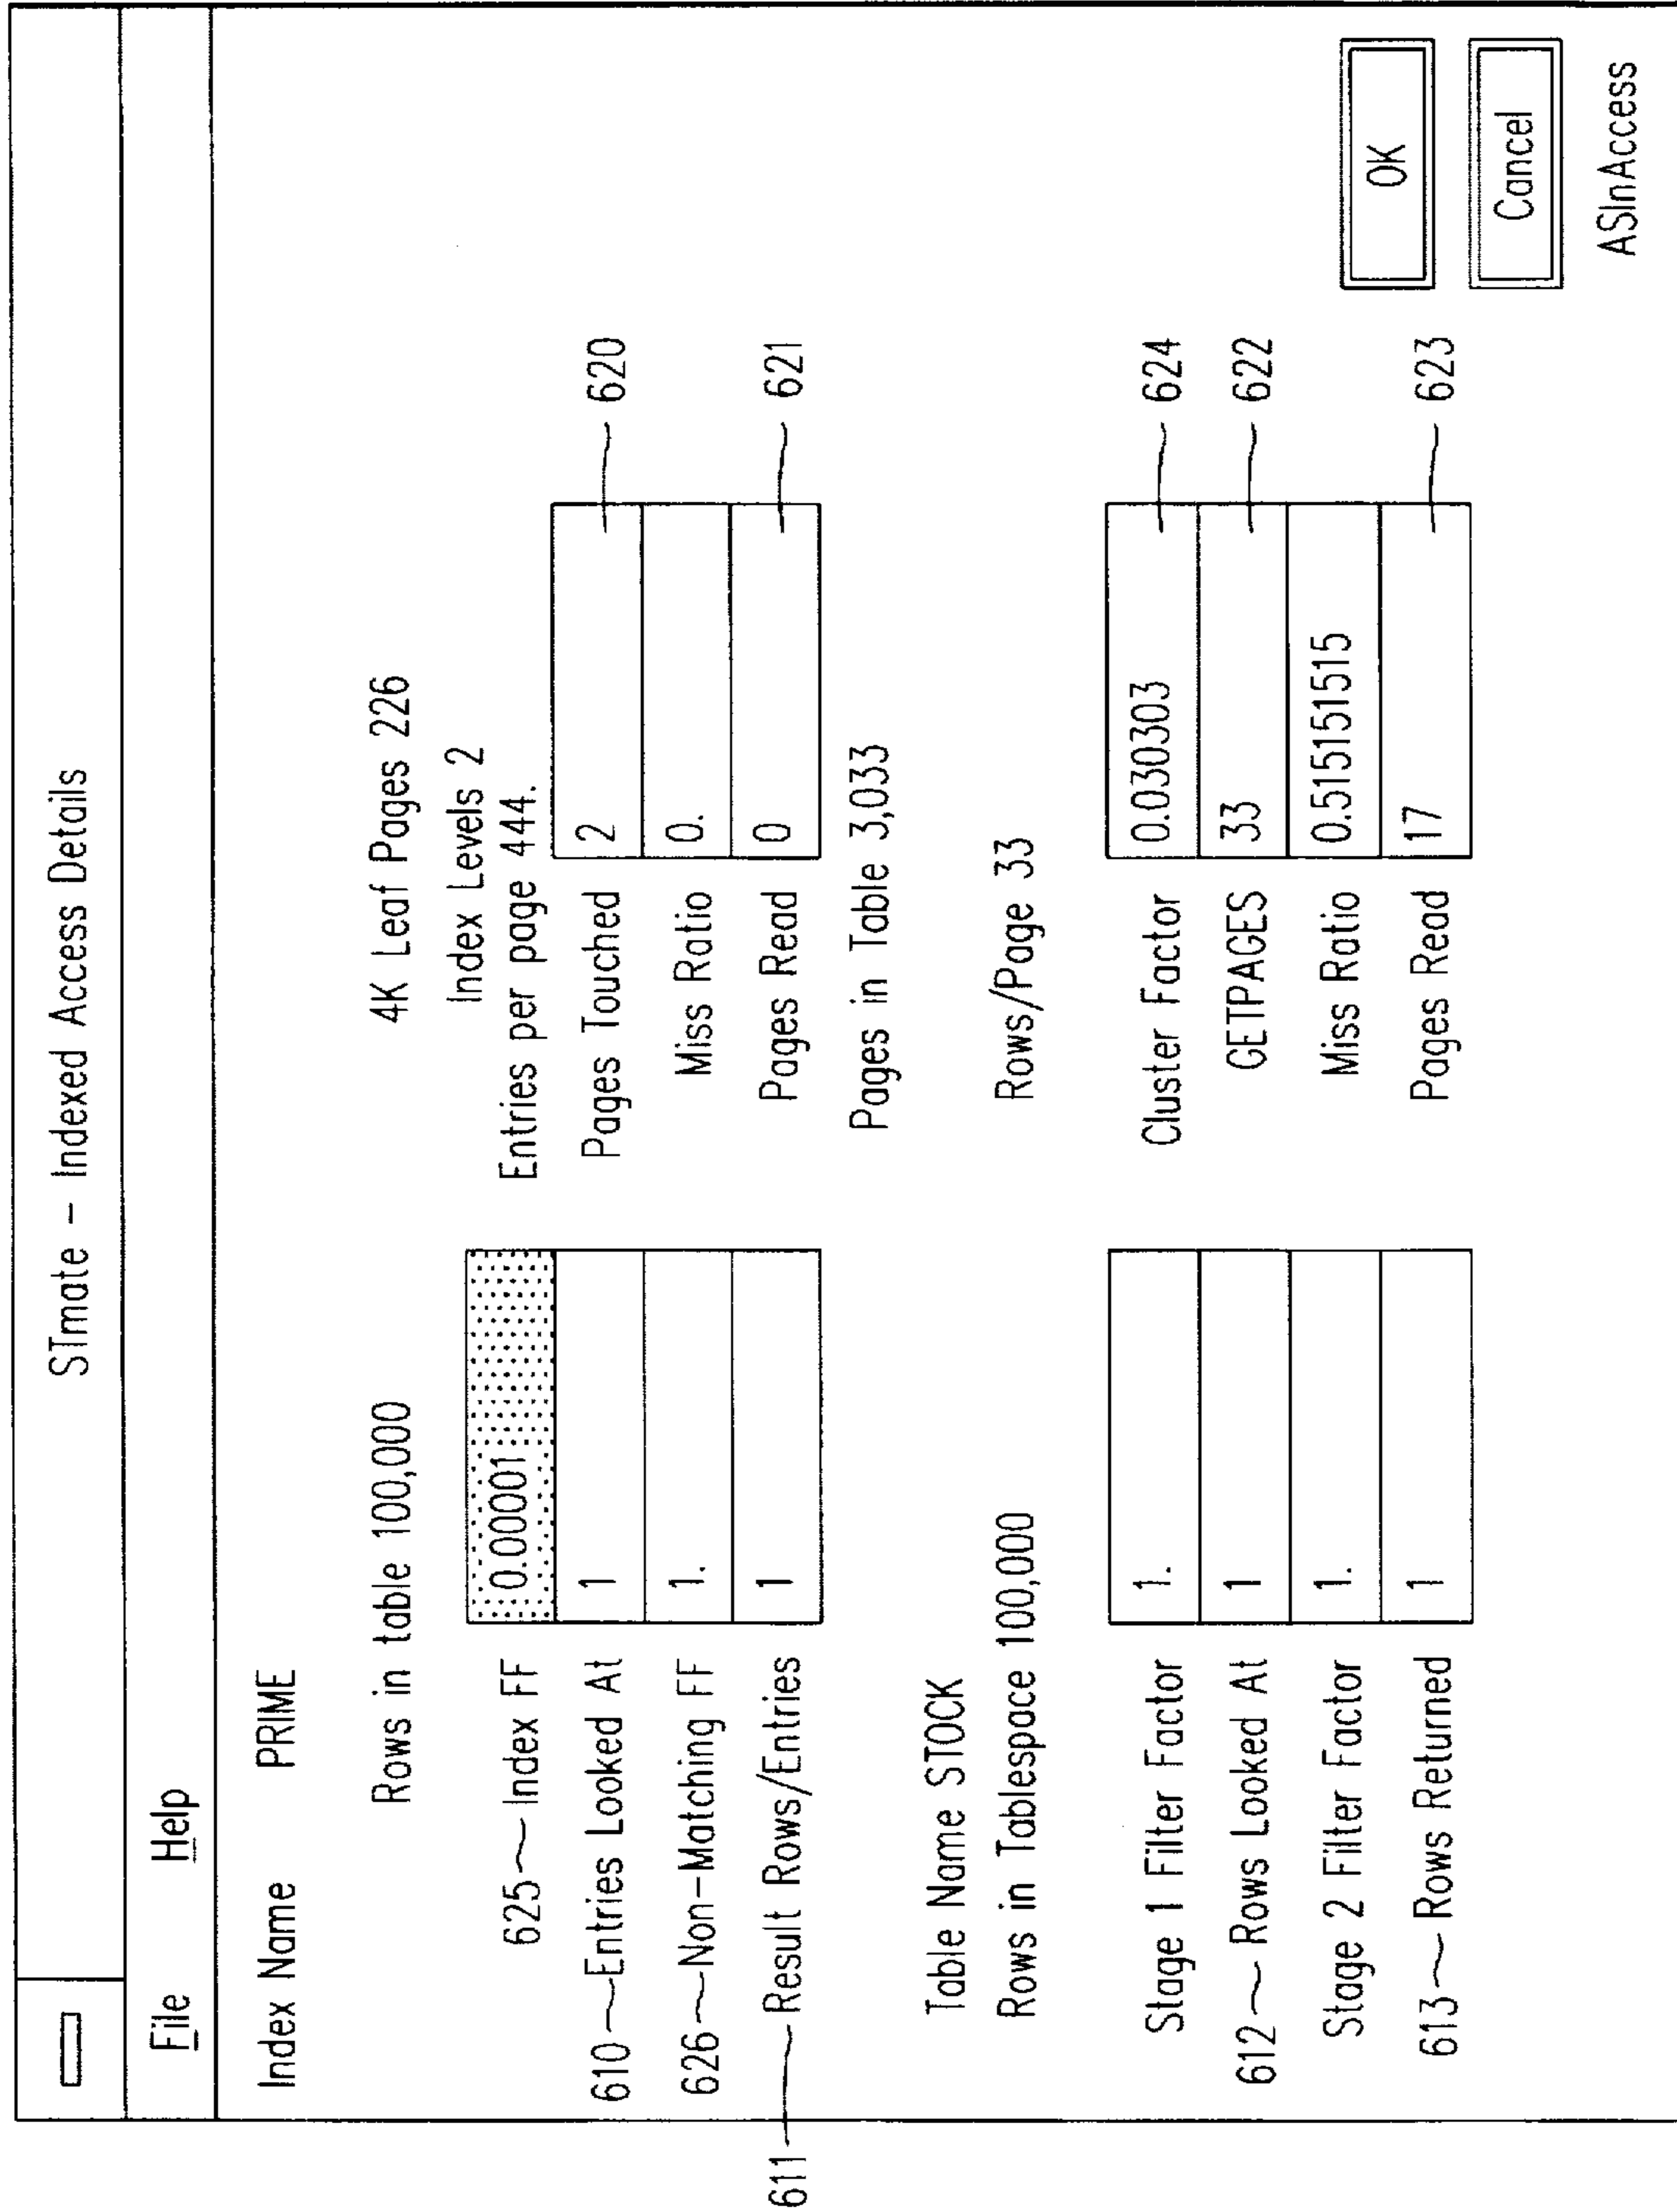 STmate – Indexed Access Details
File Help
Index Name PRIME
Rows in table 100,000
4K Leaf Pages 226
Index Levels 2
625 Index FF 0.00001
Entries per page 444.
610 Entries Looked At 1
Pages Touched 2 620
626 Non-Matching FF 1.
Miss Ratio 0.
611 Result Rows/Entries 1
Pages Read 0 621
Pages in Table 3,033
Table Name STOCK
Rows in Tablespace 100,000
Rows/Page 33
Stage 1 Filter Factor 1.
Cluster Factor 0.030303 624
612 Rows Looked At 1
GETPAGES 33 622
Stage 2 Filter Factor 1.
Miss Ratio 0.51515151515
613 Rows Returned 1
Pages Read 17 623
OK
Cancel
ASInAccess